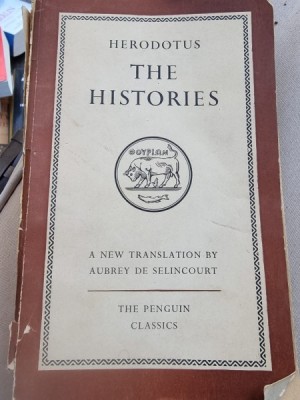 HERODOTUS
THE
HISTORIES
ΘΟΥΡΙΩΝ
A NEW TRANSLATION BY
AUBREY DE SELINCOURT
THE PENGUIN
CLASSICS